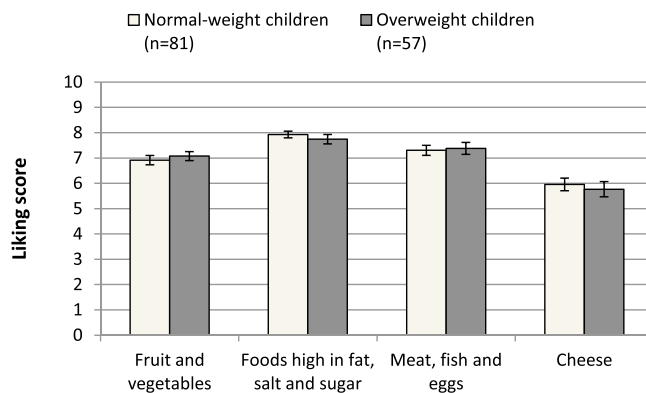 Normal-weight children
(n=81)
Overweight children
(n=57)
Liking score
10
9
8
7
6
5
4
3
2
1
0
Fruit and
vegetables
Foods high in fat,
salt and sugar
Meat, fish and
eggs
Cheese